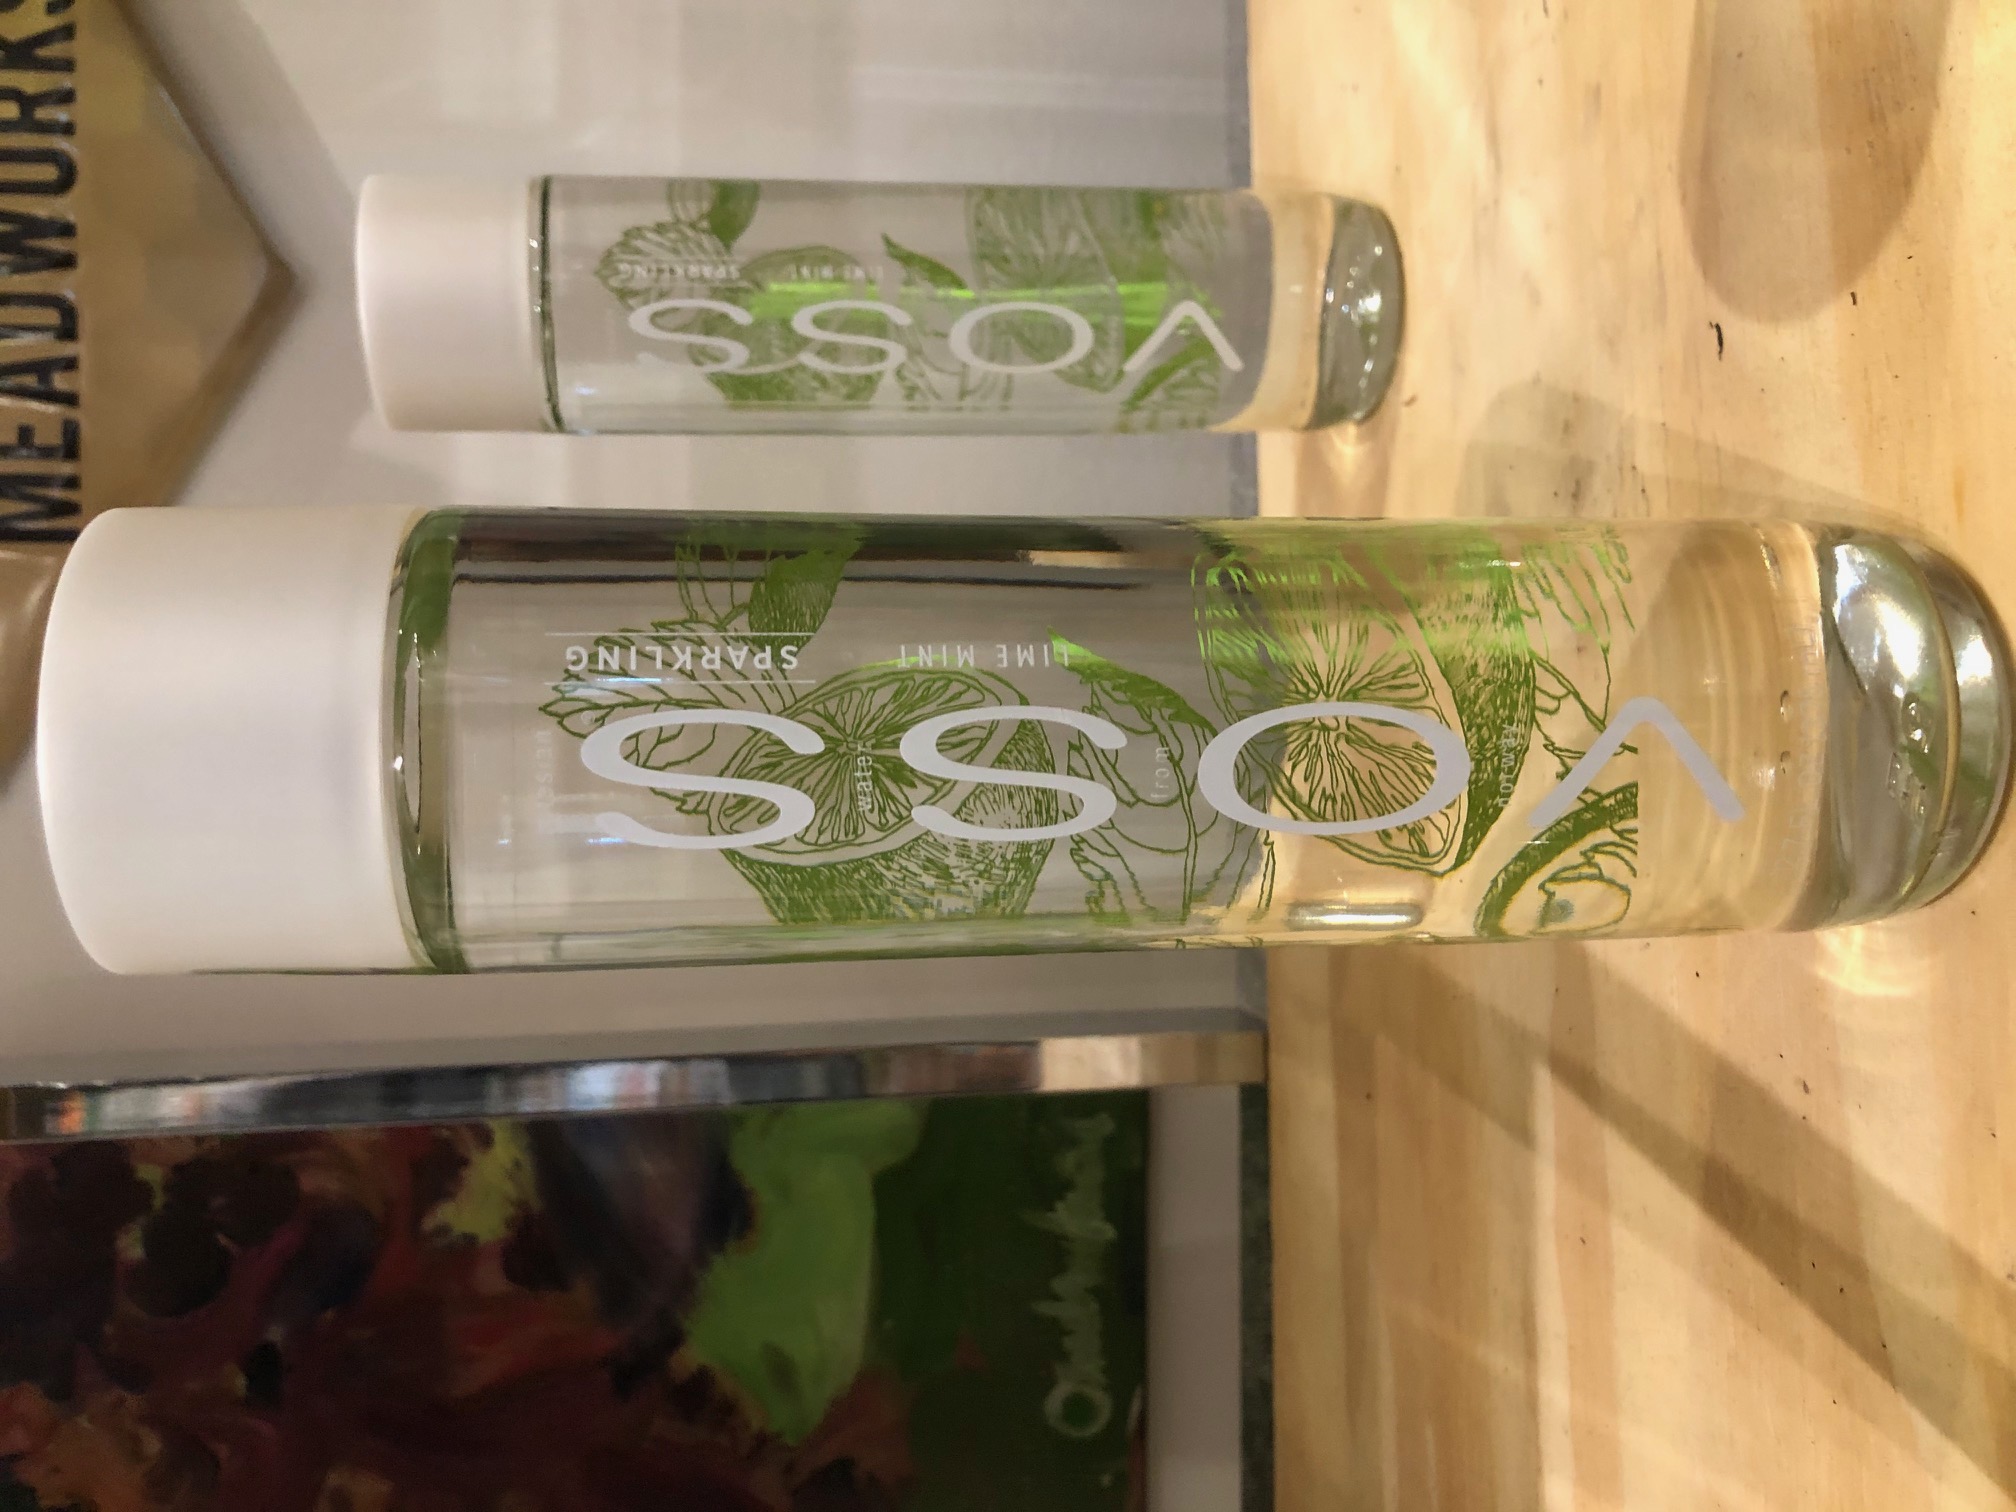 MEADWORKS
VOSS
SPARKLING
LIME MINT
VOSS
SPARKLING
LIME MINT
water
from
norway